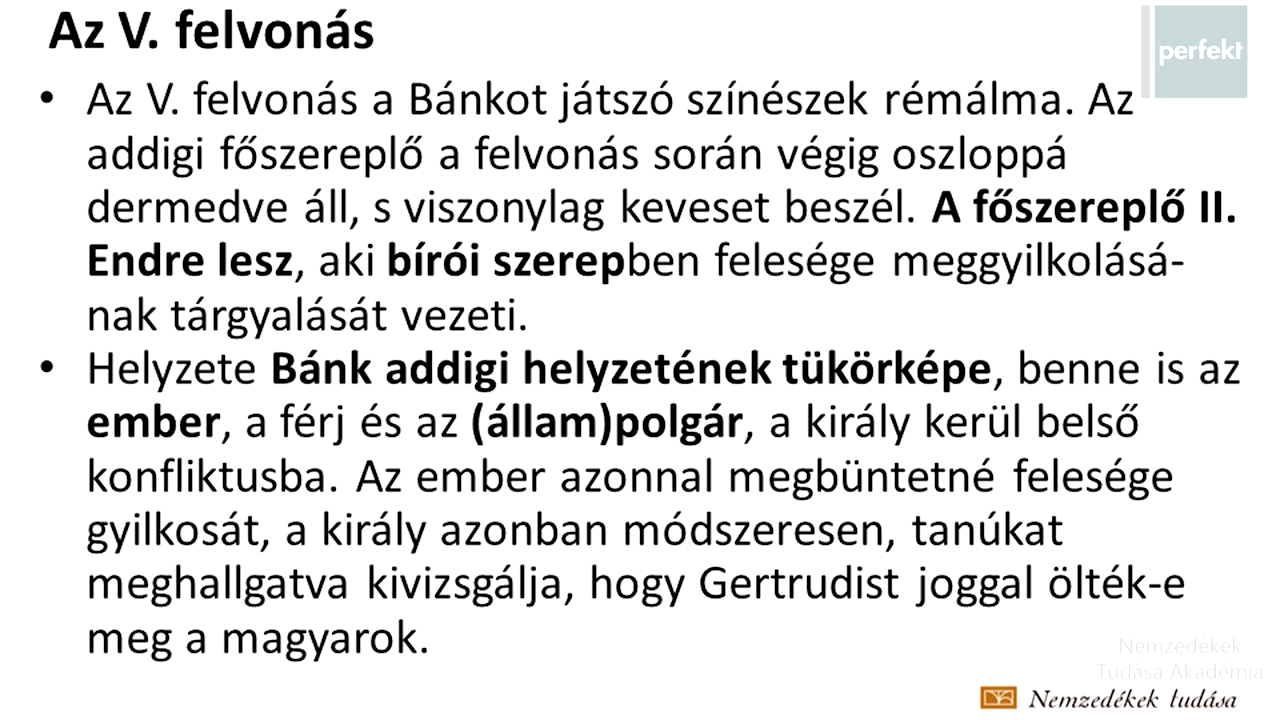 Az V. felvonás
perfekt
• Az V. felvonás a Bánkot játszó színészek rémálma. Az
addigi főszereplő a felvonás során végig oszloppá
dermedve áll, s viszonylag keveset beszél. A főszereplő II.
Endre lesz, aki bírói szerepben felesége meggyilkolásá-
nak tárgyalását vezeti.
• Helyzete Bánk addigi helyzetének tükörképe, benne is az
ember, a férj és az (állam)polgár, a király kerül belső
konfliktusba. Az ember azonnal megbüntetné felesége
gyilkosát, a király azonban módszeresen, tanúkat
meghallgatva kivizsgálja, hogy Gertrudist joggal ölték-e
meg a magyarok.
Nemzedékek
Tudása Akadémia
Nemzedékek tudása